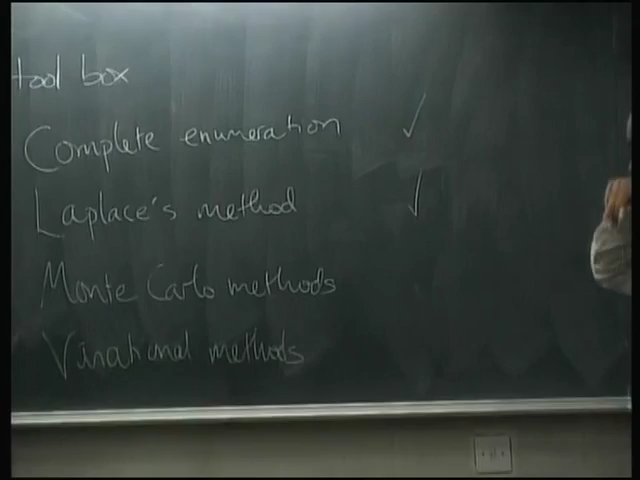 tool box
Complete enumeration ✓
Laplace's method ✓
Monte Carlo methods
Variational methods